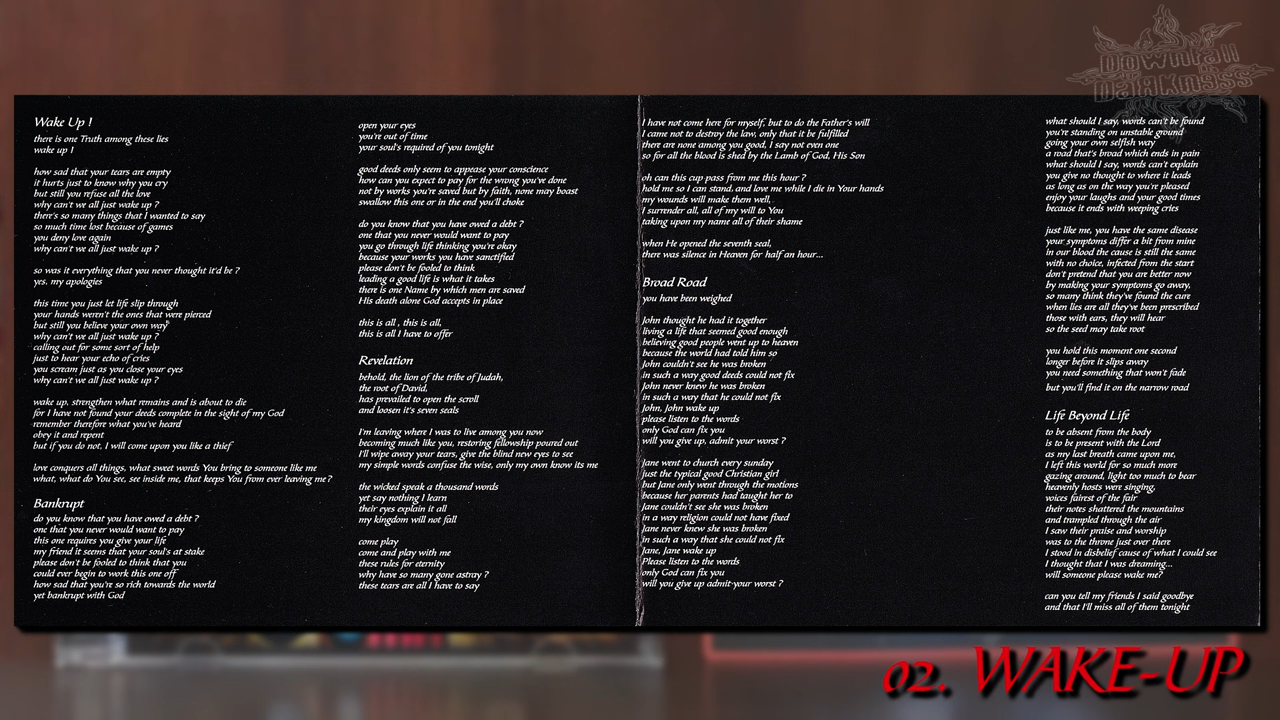 Wake Up !
there is one Truth among these lies
wake up !
how sad that your tears are empty
it hurts just to know why you cry
but still you refuse all the love
why can't we all just wake up ?
there's so many things that I wanted to say
so much time lost because of games
you deny love again
why can't we all just wake up ?
so was it everything that you never thought it'd be ?
yes, my apologies
this time you just let life slip through
your hands weren't the ones that were pierced
but still you believe your own way
why can't we all just wake up ?
calling out for some sort of help
just to hear your echo of cries
you scream just as you close your eyes
why can't we all just wake up ?
wake up, strengthen what remains and is about to die
for I have not found your deeds complete in the sight of my God
remember therefore what you've heard
obey it and repent
but if you do not, I will come upon you like a thief
love conquers all things, what sweet words You bring to someone like me
what, what do You see, see inside me, that keeps You from ever leaving me ?
Bankrupt
do you know that you have owed a debt ?
one that you never would want to pay
this one requires you give your life
my friend it seems that your soul's at stake
please don't be fooled to think that you
could ever begin to work this one off
how sad that you're so rich towards the world
yet bankrupt with God
open your eyes
you're out of time
your soul's required of you tonight
good deeds only seem to appease your conscience
how can you expect to pay for the wrong you've done
not by works you're saved but by faith, none may boast
swallow this one or in the end you'll choke
do you know that you have owed a debt ?
one that you never would want to pay
you go through life thinking you're okay
because your works you have sanctified
please don't be fooled to think
leading a good life is what it takes
there is one Name by which men are saved
His death alone God accepts in place
this is all , this is all,
this is all I have to offer
Revelation
behold, the lion of the tribe of Judah,
the root of David,
has prevailed to open the scroll
and loosen it's seven seals
I'm leaving where I was to live among you now
becoming much like you, restoring fellowship poured out
I'll wipe away your tears, give the blind new eyes to see
my simple words confuse the wise, only my own know its me
the wicked speak a thousand words
yet say nothing I learn
their eyes explain it all
my kingdom will not fall
come play
come and play with me
these rules for eternity
why have so many gone astray ?
these tears are all I have to say
I have not come here for myself, but to do the Father's will
I came not to destroy the law, only that it be fulfilled
there are none among you good, I say not even one
so for all the blood is shed by the Lamb of God, His Son
oh can this cup pass from me this hour ?
hold me so I can stand, and love me while I die in Your hands
my wounds will make them well,
I surrender all, all of my will to You
taking upon my name all of their shame
when He opened the seventh seal,
there was silence in Heaven for half an hour...
Broad Road
you have been weighed
John thought he had it together
living a life that seemed good enough
believing good people went up to heaven
because the world had told him so
John couldn't see he was broken
in such a way good deeds could not fix
John never knew he was broken
in such a way that he could not fix
John, John wake up
please listen to the words
only God can fix you
will you give up, admit your worst ?
Jane went to church every sunday
just the typical good Christian girl
but Jane only went through the motions
because her parents had taught her to
Jane couldn't see she was broken
in a way religion could not have fixed
Jane never knew she was broken
in such a way that she could not fix
Jane, Jane wake up
Please listen to the words
only God can fix you
will you give up admit your worst ?
what should I say, words can't be found
you're standing on unstable ground
going your own selfish way
a road that's broad which ends in pain
what should I say, words can't explain
you give no thought to where it leads
as long as on the way you're pleased
enjoy your laughs and your good times
because it ends with weeping cries
just like me, you have the same disease
your symptoms differ a bit from mine
in our blood the cause is still the same
with no choice, infected from the start
don't pretend that you are better now
by making your symptoms go away,
so many think they've found the cure
when lies are all they've been prescribed
those with ears, they will hear
so the seed may take root
you hold this moment one second
longer before it slips away
you need something that won't fade
but you'll find it on the narrow road
Life Beyond Life
to be absent from the body
is to be present with the Lord
as my last breath came upon me,
I left this world for so much more
gazing around, light too much to bear
heavenly hosts were singing,
voices fairest of the fair
their notes shattered the mountains
and trampled through the air
I saw their praise and worship
was to the throne just over there
I stood in disbelief cause of what I could see
I thought that I was dreaming...
will someone please wake me?
can you tell my friends I said goodbye
and that I'll miss all of them tonight
Downfall
Darkness
02. WAKE-UP